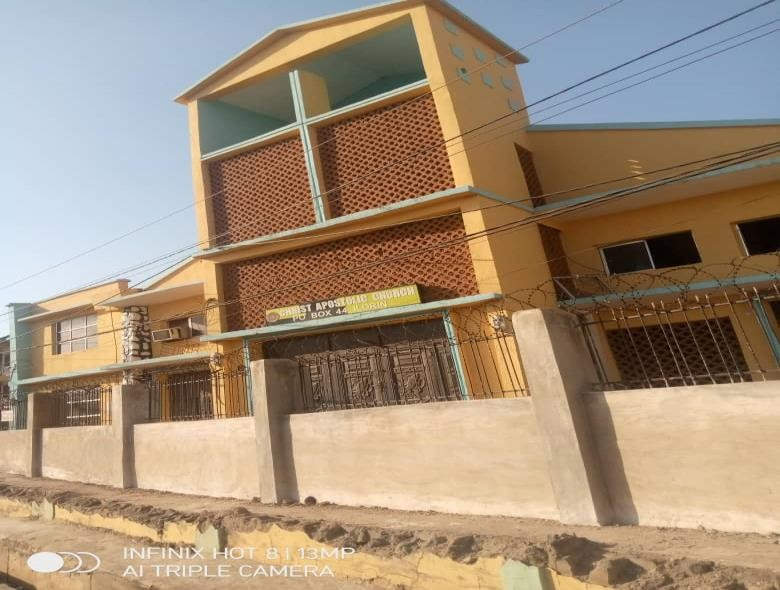 CHRIST APOSTOLIC CHURCH
PO BOX 44 ILORIN
INFINIX HOT 8 | 13MP
AI TRIPLE CAMERA